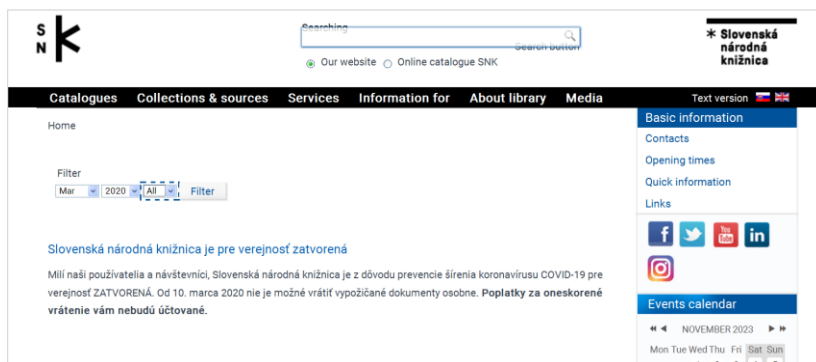 S
N
Searching
Search button
Our website Online catalogue SNK
* Slovenská
národná
knižnica
Catalogues Collections & sources Services Information for About library Media Text version
Home
Filter
Mar 2020 All Filter
Slovenská národná knižnica je pre verejnosť zatvorená
Milí naši používatelia a návštevníci, Slovenská národná knižnica je z dôvodu prevencie šírenia koronavírusu COVID-19 pre
verejnosť ZATVORENÁ. Od 10. marca 2020 nie je možné vrátiť vypožičané dokumenty osobne. Poplatky za oneskorené
vrátenie vám nebudú účtované.
Basic information
Contacts
Opening times
Quick information
Links
f You Tube in
Events calendar
NOVEMBER 2023
Mon Tue Wed Thu Fri Sat Sun